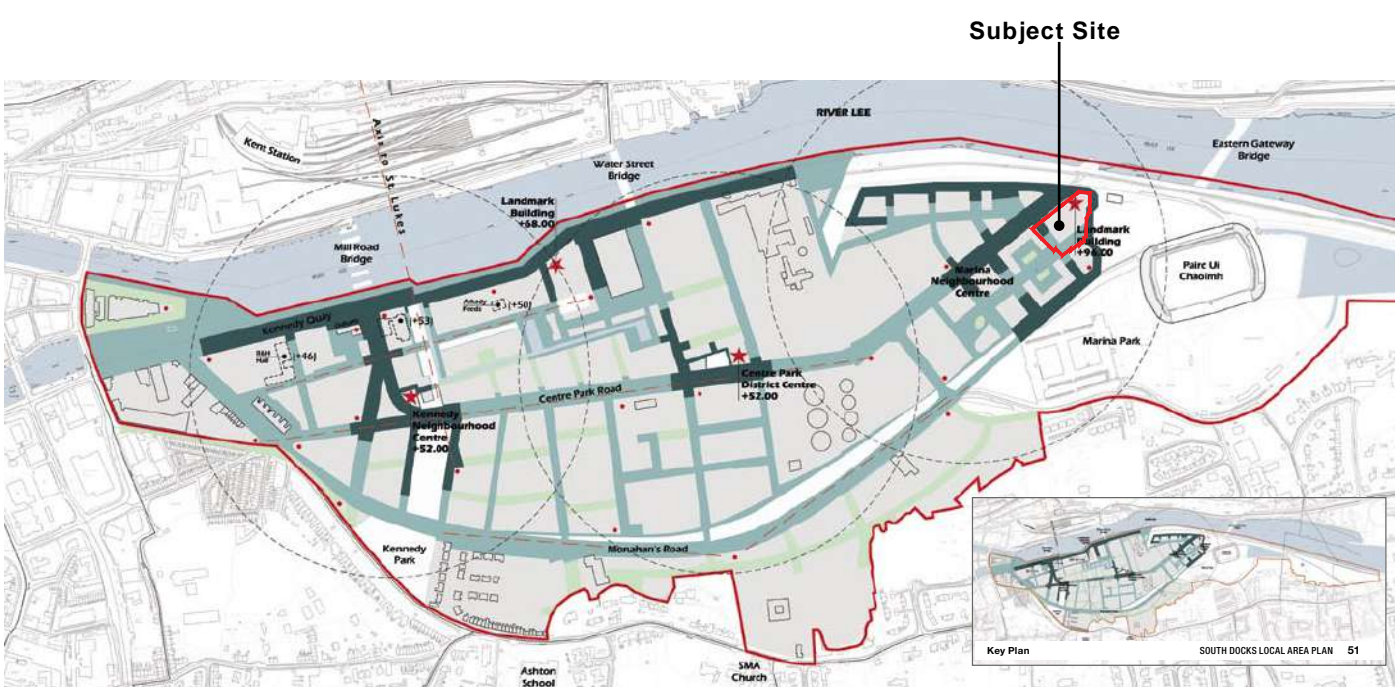 Subject Site
RIVER LEE
Kent Station
Axis to St Lukes
Water Street
Bridge
Eastern Gateway
Bridge
Landmark
Building
+68.00
Mill Road
Bridge
Landmark
Building
+96.00
Pairc Ui
Chaoimh
Marina
Neighbourhood
Centre
Kennedy Quay
(+50)
(+53)
R&H
Hall
(+46)
Marina Park
Centre Park
District Centre
+52.00
Centre Park Road
Kennedy
Neighbourhood
Centre
+52.00
Kennedy
Park
Monahan's Road
Ashton
School
SMA
Church
Key Plan
SOUTH DOCKS LOCAL AREA PLAN 51